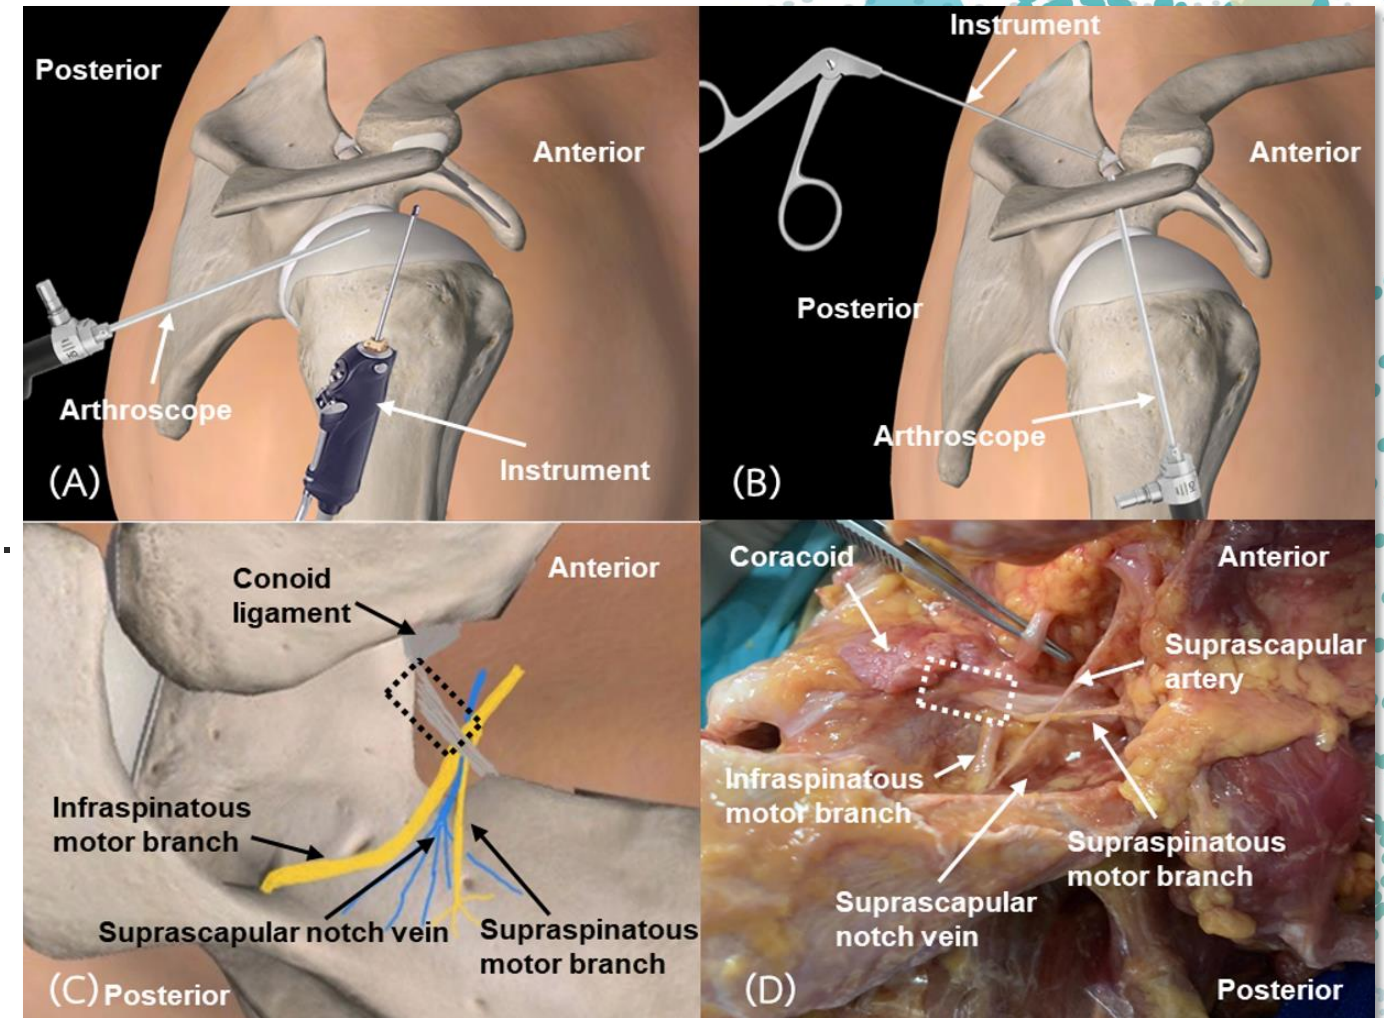 Posterior
Anterior
Arthroscope
Instrument
(A)
Instrument
Anterior
Posterior
Arthroscope
(B)
Conoid
ligament
Anterior
Infraspinatous
motor branch
Suprascapular notch vein
Supraspinatous
motor branch
(C) Posterior
Coracoid
Anterior
Suprascapular
artery
Infraspinatous
motor branch
Supraspinatous
motor branch
Suprascapular
notch vein
(D)
Posterior